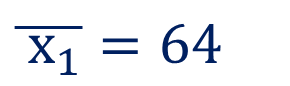 x̅₁ = 64